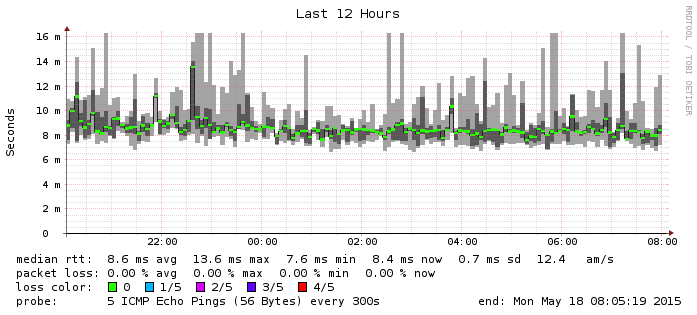 Last 12 Hours
RRDTOOL / TOBI OETIKER
Seconds
16 m
14 m
12 m
10 m
8 m
6 m
4 m
2 m
0
22:00 00:00 02:00 04:00 06:00 08:00
median rtt: 8.6 ms avg 13.6 ms max 7.6 ms min 8.4 ms now 0.7 ms sd 12.4 am/s
packet loss: 0.00 % avg 0.00 % max 0.00 % min 0.00 % now
loss color: 0 1/5 2/5 3/5 4/5
probe: 5 ICMP Echo Pings (56 Bytes) every 300s end: Mon May 18 08:05:19 2015